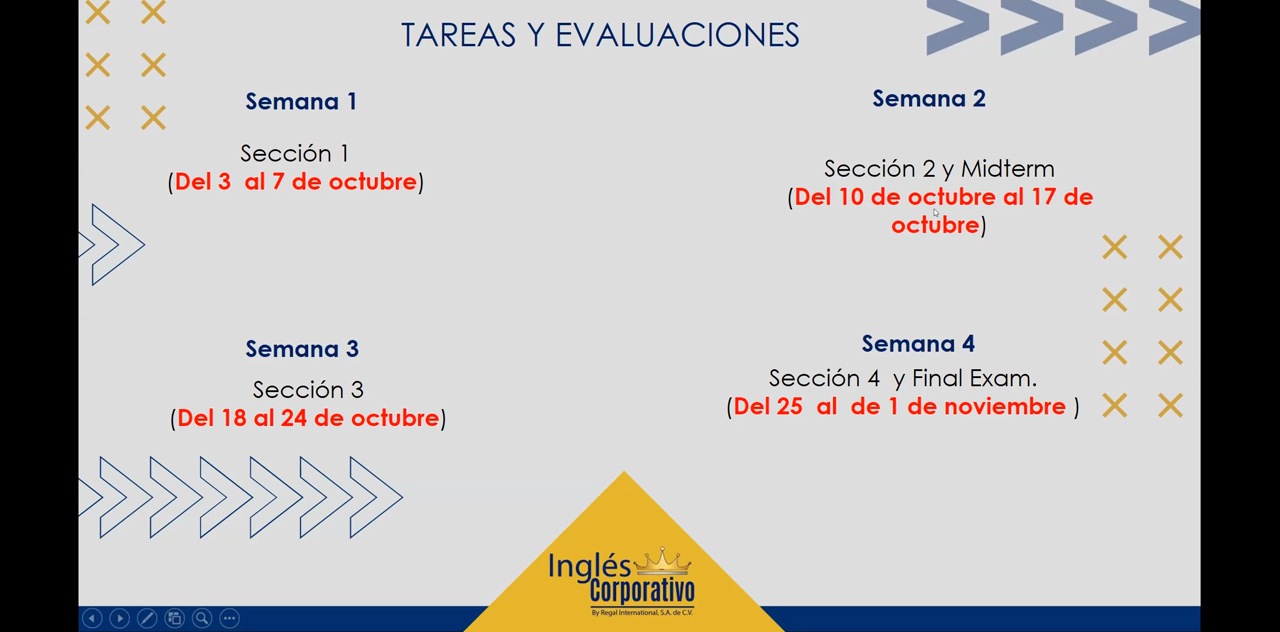 TAREAS Y EVALUACIONES
Semana 1
Sección 1
(Del 3  al 7 de octubre)
Semana 2
Sección 2 y Midterm
(Del 10 de octubre al 17 de
octubre)
Semana 3
Sección 3
(Del 18 al 24 de octubre)
Semana 4
Sección 4  y Final Exam.
(Del 25  al  de 1 de noviembre )
Inglés
Corporativo
By Regal International, S.A. de C.V.